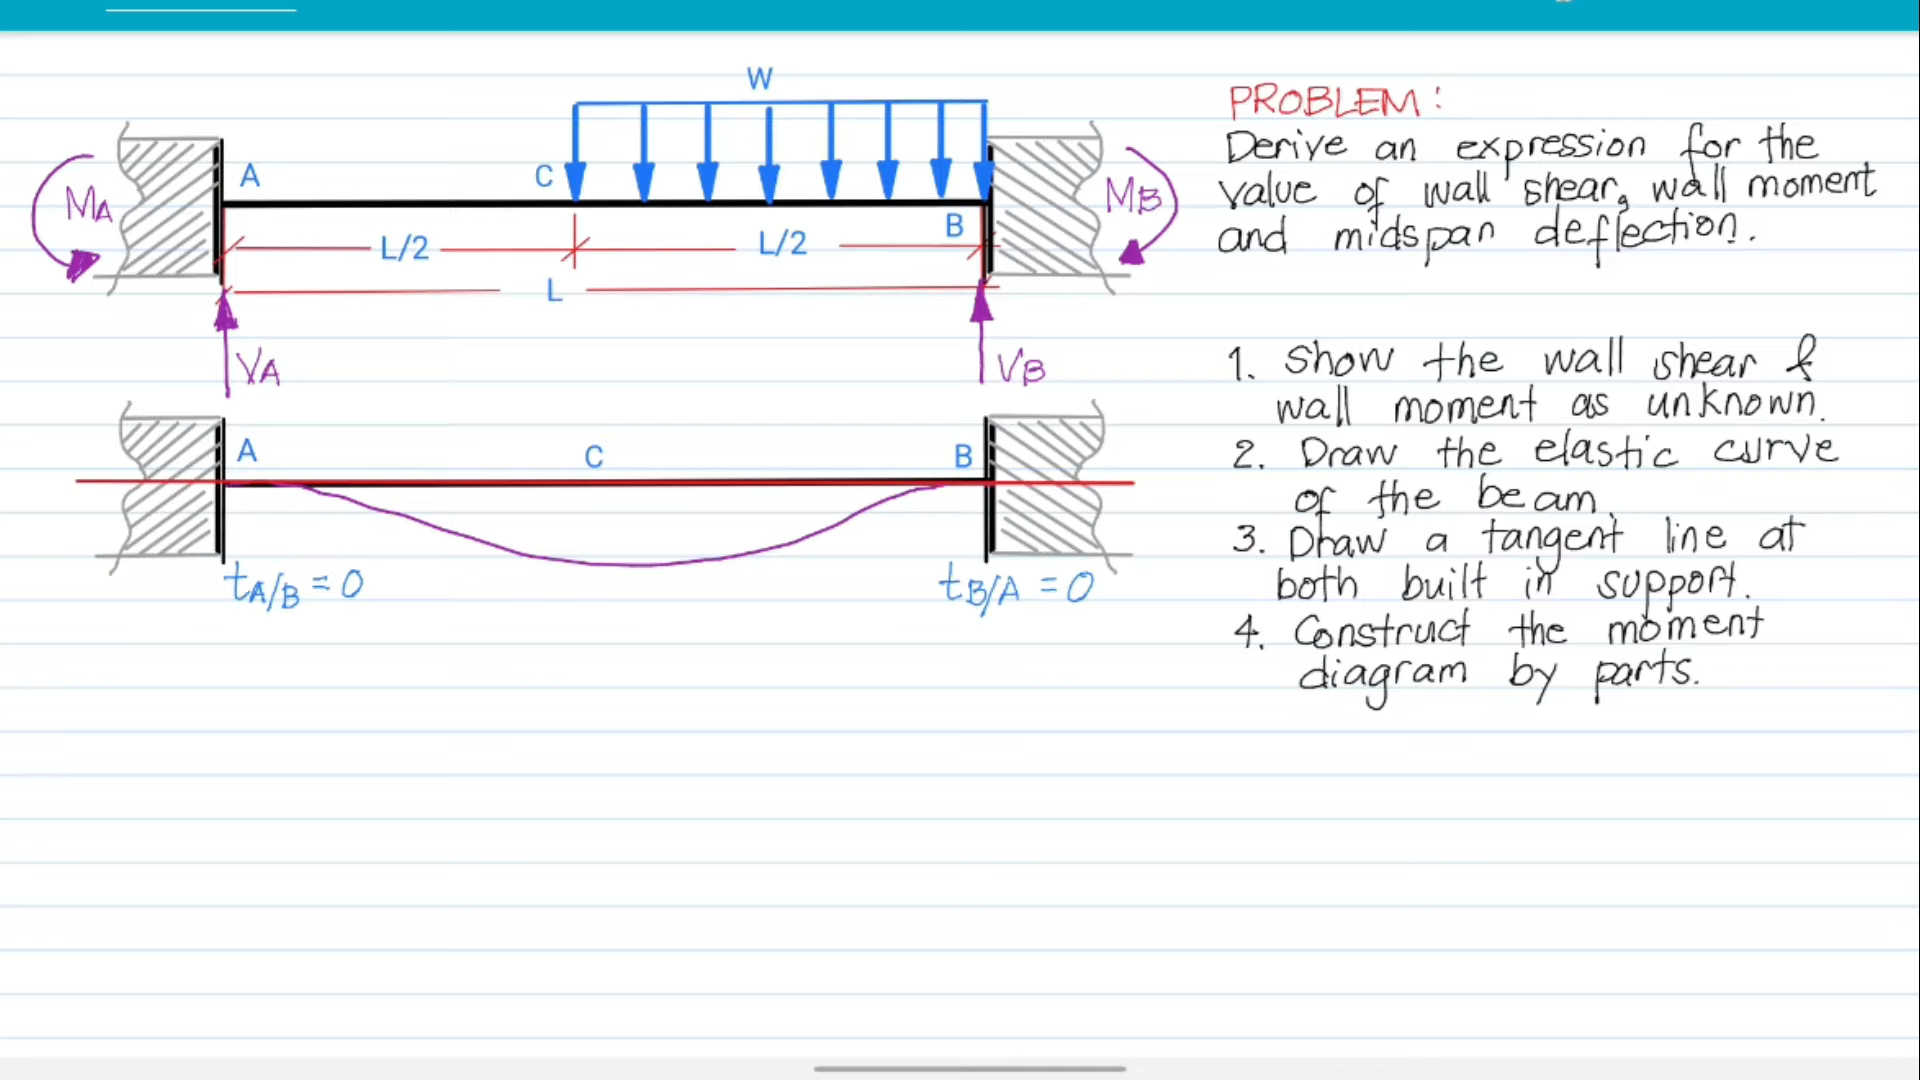 W
PROBLEM:
Derive an expression for the
value of wall shear, wall moment
and midspan deflection.
A
C
MA
MB
B
L/2
L/2
L
VA
VB
1. Show the wall shear &
wall moment as unknown.
2. Draw the elastic curve
of the beam.
3. Draw a tangent line at
both built in support.
4. Construct the moment
diagram by parts.
A
C
B
tA/B = 0
tB/A = 0